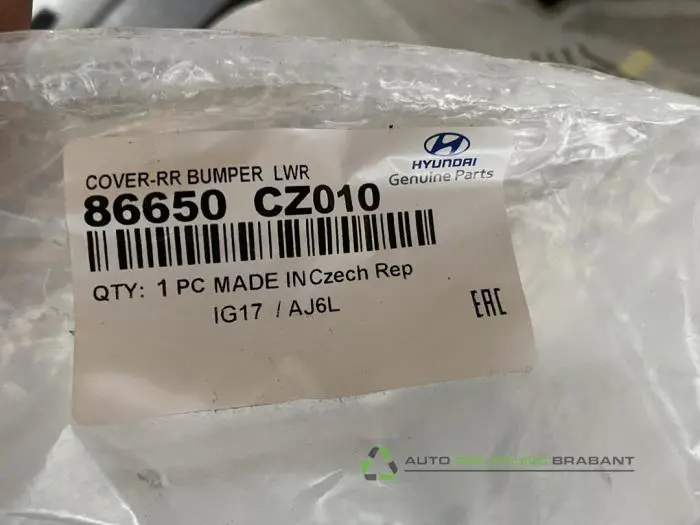 HYUNDAI
Genuine Parts
COVER-RR BUMPER LWR
86650 CZ010
QTY: 1 PC MADE IN Czech Rep
IG17 / AJ6L
EAC
AUTO RECYCLING BRABANT